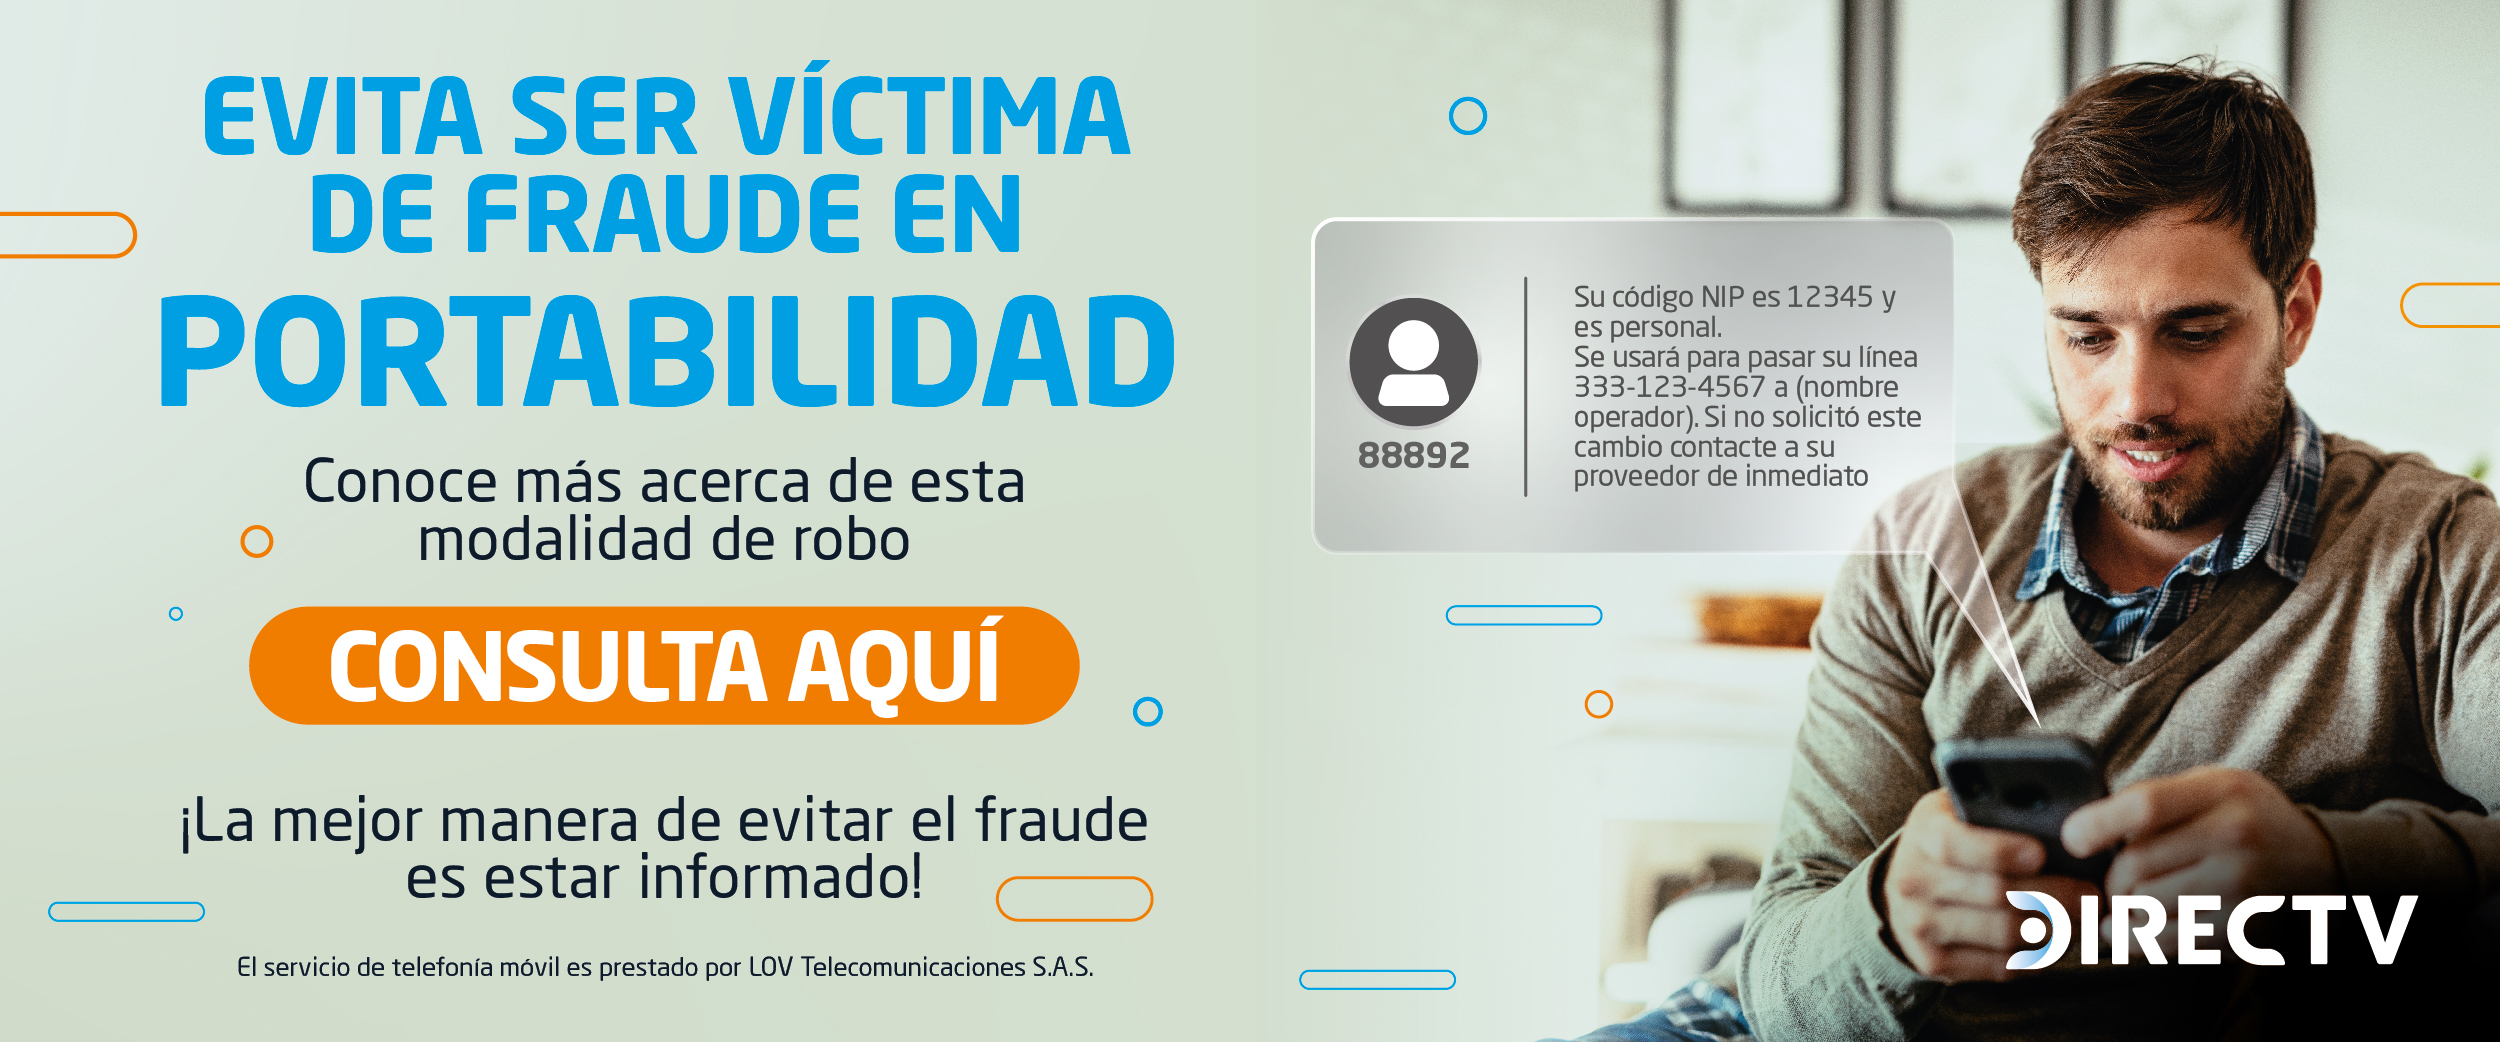 EVITA SER VÍCTIMA
DE FRAUDE EN
PORTABILIDAD
Conoce más acerca de esta
modalidad de robo
CONSULTA AQUÍ
¡La mejor manera de evitar el fraude
es estar informado!
El servicio de telefonía móvil es prestado por LOV Telecomunicaciones S.A.S.
88892
Su código NIP es 12345 y
es personal.
Se usará para pasar su línea
333-123-4567 a (nombre
operador). Si no solicitó este
cambio contacte a su
proveedor de inmediato
DIRECTV